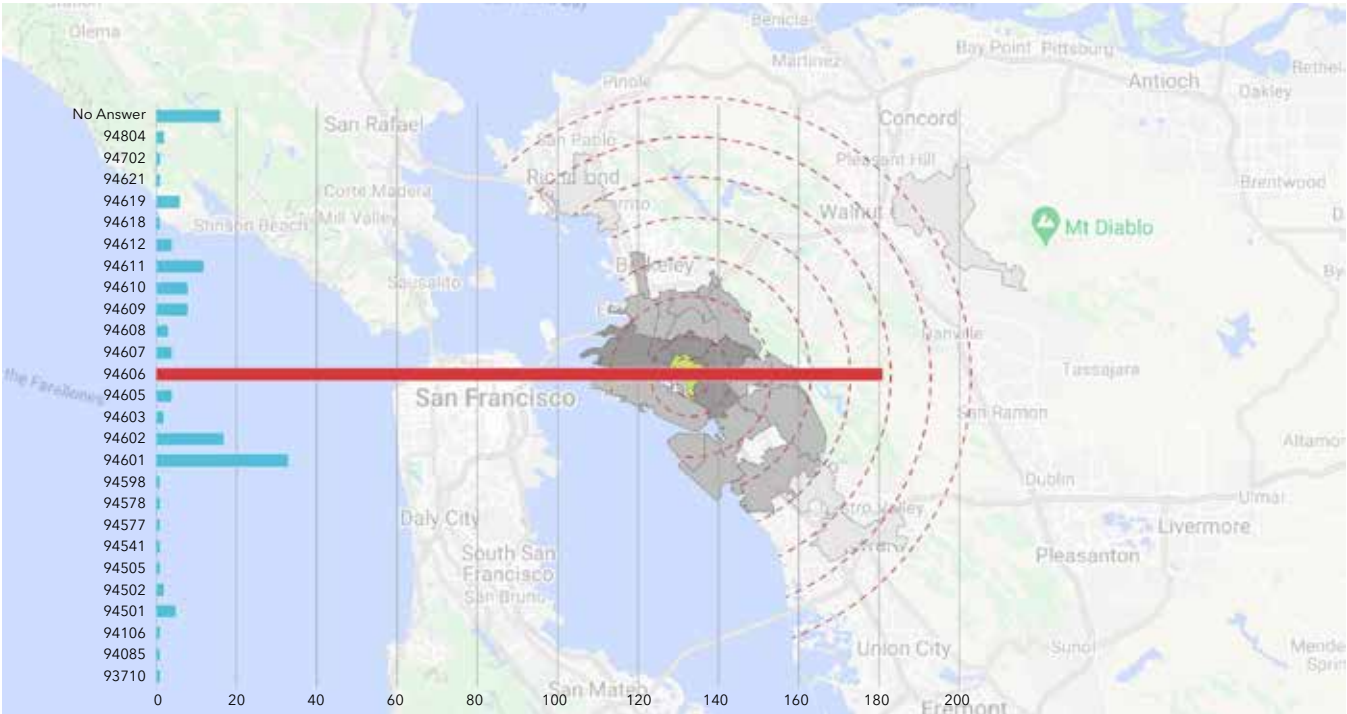 Olema
Benicia
Bay Point
Pittsburg
Martinez
Antioch
Pinole
Oakley
No Answer
San Rafael
Concord
94804
San Pablo
94702
Pleasant Hill
94621
Brentwood
94619
Corte Madera
94618
Stinson Beach
Mill Valley
Walnut
Mt Diablo
94612
94611
Berkeley
94610
Sausalito
94609
94608
Danville
94607
94606
Tassajara
the Farallones
94605
San Francisco
San Ramon
94603
94602
94601
94598
Dublin
94578
94577
Daly City
Livermore
94541
South San
Francisco
Pleasanton
94505
94502
San Bruno
94501
94106
Union City
Sunol
94085
93710
San Mateo
0 20 40 60 80 100 120 140 160 180 200
Fremont